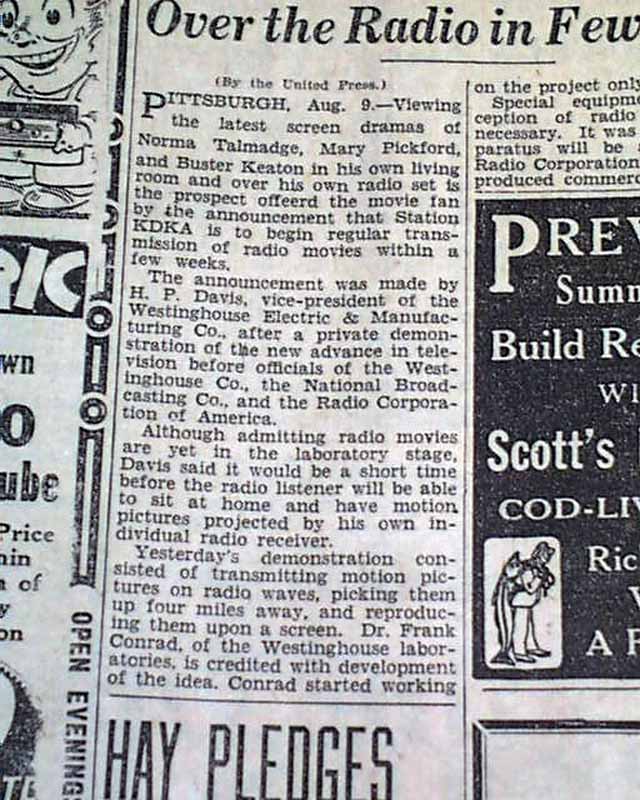 Over the Radio in Few
(By the United Press.)
PITTSBURGH, Aug. 9.—Viewing
the latest screen dramas of
Norma Talmadge, Mary Pickford,
and Buster Keaton in his own living
room and over his own radio set is
the prospect offeerd the movie fan
by the announcement that Station
KDKA is to begin regular trans-
mission of radio movies within a
few weeks.
The announcement was made by
H. P. Davis, vice-president of the
Westinghouse Electric & Manufac-
turing Co., after a private demon-
stration of the new advance in tele-
vision before officials of the West-
inghouse Co., the National Broad-
casting Co., and the Radio Corpora-
tion of America.
Although admitting radio movies
are yet in the laboratory stage,
Davis said it would be a short time
before the radio listener will be able
to sit at home and have motion
pictures projected by his own in-
dividual radio receiver.
Yesterday's demonstration con-
sisted of transmitting motion pic-
tures on radio waves, picking them
up four miles away, and reproduc-
ing them upon a screen. Dr. Frank
Conrad, of the Westinghouse labor-
atories, is credited with development
of the idea. Conrad started working
on the project only
Special equipm
ception of radio
necessary. It was
paratus will be
Radio Corporation
produced commerc
PREV
Summ
Build Re
WI
Scott's
COD-LIV
Ric
V
A F
HAY PLEDGES
RIC
wn
0
ube
Price
in
of
y
on
OPEN EVENINGS